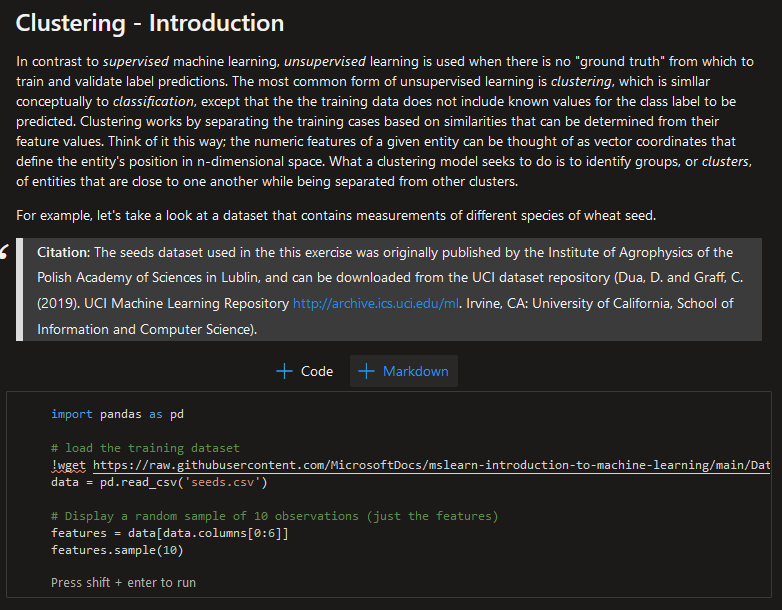 Clustering - Introduction
In contrast to supervised machine learning, unsupervised learning is used when there is no "ground truth" from which to
train and validate label predictions. The most common form of unsupervised learning is clustering, which is simllar
conceptually to classification, except that the the training data does not include known values for the class label to be
predicted. Clustering works by separating the training cases based on similarities that can be determined from their
feature values. Think of it this way; the numeric features of a given entity can be thought of as vector coordinates that
define the entity's position in n-dimensional space. What a clustering model seeks to do is to identify groups, or clusters,
of entities that are close to one another while being separated from other clusters.
For example, let's take a look at a dataset that contains measurements of different species of wheat seed.
Citation: The seeds dataset used in the this exercise was originally published by the Institute of Agrophysics of the
Polish Academy of Sciences in Lublin, and can be downloaded from the UCI dataset repository (Dua, D. and Graff, C.
(2019). UCI Machine Learning Repository http://archive.ics.uci.edu/ml. Irvine, CA: University of California, School of
Information and Computer Science).
+ Code + Markdown
import pandas as pd
# load the training dataset
!wget https://raw.githubusercontent.com/MicrosoftDocs/mslearn-introduction-to-machine-learning/main/Dat
data = pd.read_csv('seeds.csv')
# Display a random sample of 10 observations (just the features)
features = data[data.columns[0:6]]
features.sample(10)
Press shift + enter to run